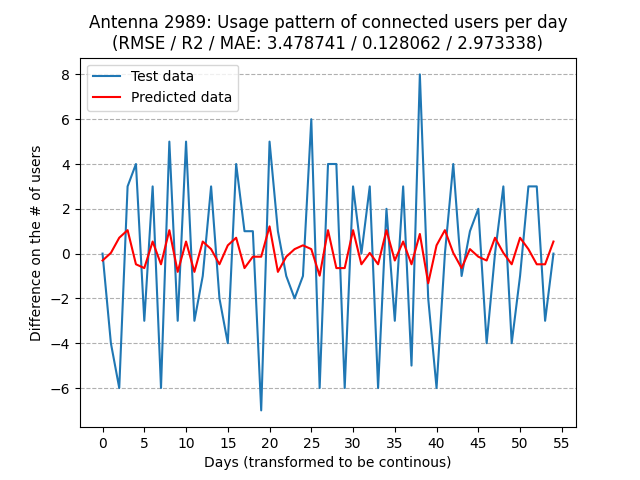 Antenna 2989: Usage pattern of connected users per day
(RMSE / R2 / MAE: 3.478741 / 0.128062 / 2.973338)
Test data
Predicted data
Difference on the # of users
8
6
4
2
0
−2
−4
−6
0 5 10 15 20 25 30 35 40 45 50 55
Days (transformed to be continous)